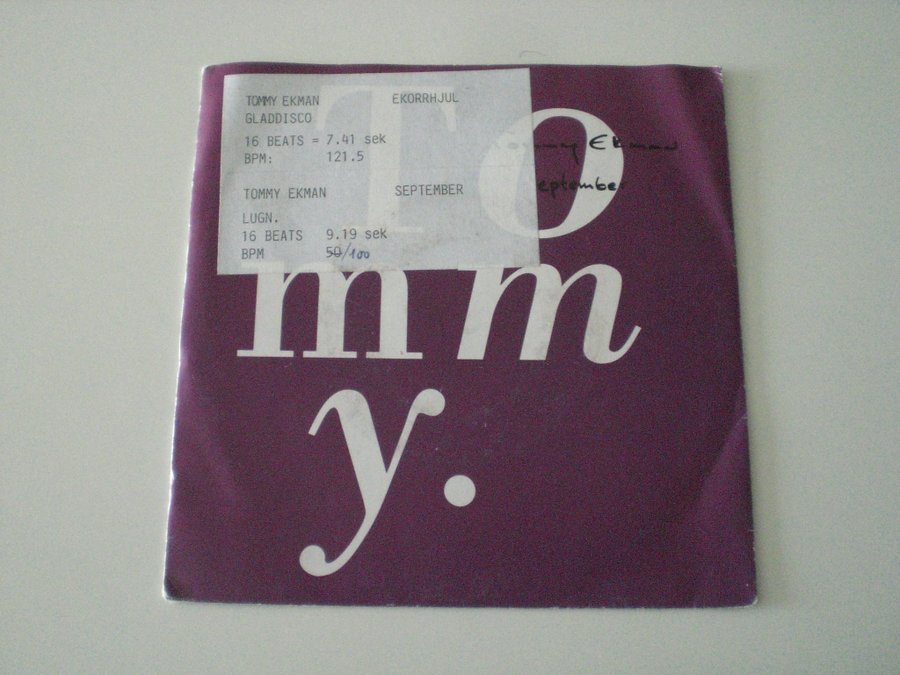 TOMMY EKMAN EKORRHJUL
GLADDISCO
16 BEATS = 7.41 sek
BPM: 121.5
TOMMY EKMAN SEPTEMBER
LUGN.
16 BEATS 9.19 sek
BPM 50/100
Tommy Ekman
September
To
mm
y.